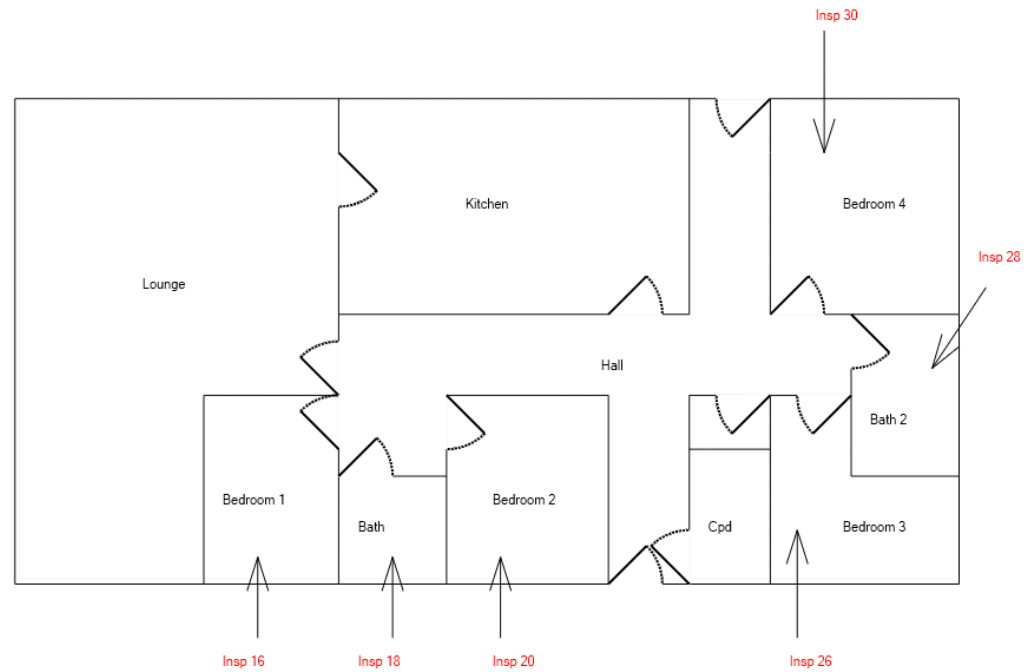 Insp 30
Kitchen
Bedroom 4
Insp 28
Lounge
Hall
Bath 2
Bedroom 1
Bedroom 2
Bath
Cpd
Bedroom 3
Insp 16
Insp 18
Insp 20
Insp 26